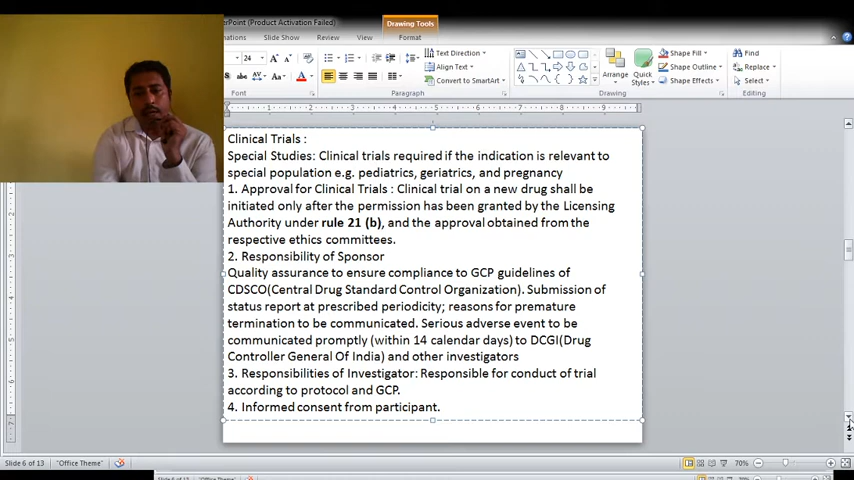 PowerPoint (Product Activation Failed)
Drawing Tools
Slide Show Review View Format
24
Text Direction
Align Text
Convert to SmartArt
Arrange
Quick Styles
Shape Fill
Shape Outline
Shape Effects
Find
Replace
Select
Font
Paragraph
Drawing
Editing
Clinical Trials :
Special Studies: Clinical trials required if the indication is relevant to
special population e.g. pediatrics, geriatrics, and pregnancy
1. Approval for Clinical Trials : Clinical trial on a new drug shall be
initiated only after the permission has been granted by the Licensing
Authority under rule 21 (b), and the approval obtained from the
respective ethics committees.
2. Responsibility of Sponsor
Quality assurance to ensure compliance to GCP guidelines of
CDSCO(Central Drug Standard Control Organization). Submission of
status report at prescribed periodicity; reasons for premature
termination to be communicated. Serious adverse event to be
communicated promptly (within 14 calendar days) to DCGI(Drug
Controller General Of India) and other investigators
3. Responsibilities of Investigator: Responsible for conduct of trial
according to protocol and GCP.
4. Informed consent from participant.
Slide 6 of 13
"Office Theme"
70%